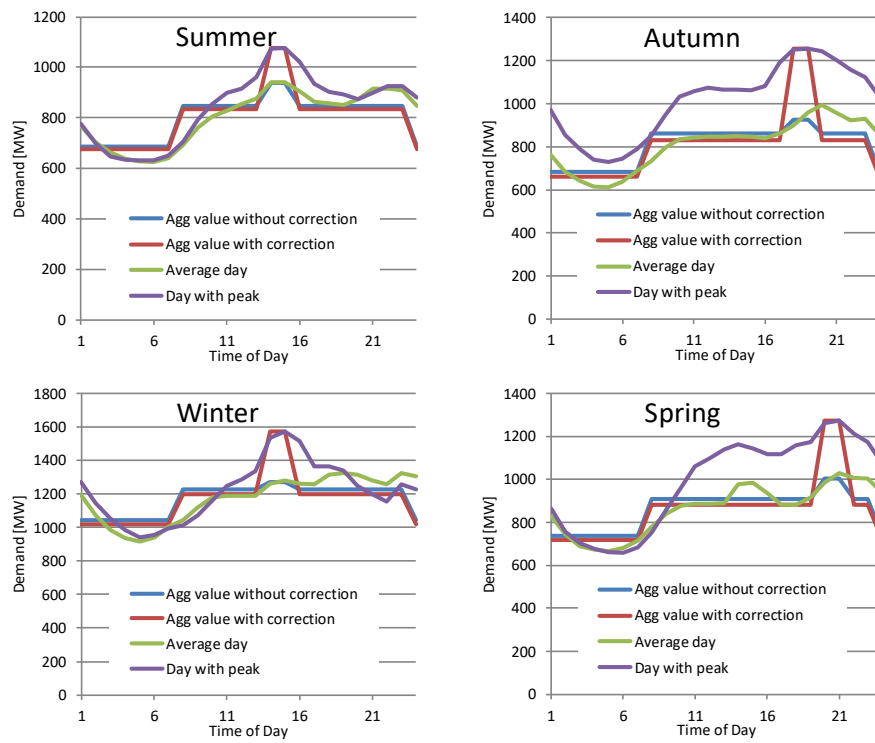 Summer
Demand [MW]
1200
1000
800
600
400
200
0
Agg value without correction
Agg value with correction
Average day
Day with peak
1 6 11 16 21
Time of Day
Autumn
Demand [MW]
1400
1200
1000
800
600
400
200
0
Agg value without correction
Agg value with correction
Average day
Day with peak
1 6 11 16 21
Time of Day
Winter
Demand [MW]
1800
1600
1400
1200
1000
800
600
400
200
0
Agg value without correction
Agg value with correction
Average day
Day with peak
1 6 11 16 21
Time of Day
Spring
Demand [MW]
1400
1200
1000
800
600
400
200
0
Agg value without correction
Agg value with correction
Average day
Day with peak
1 6 11 16 21
Time of Day